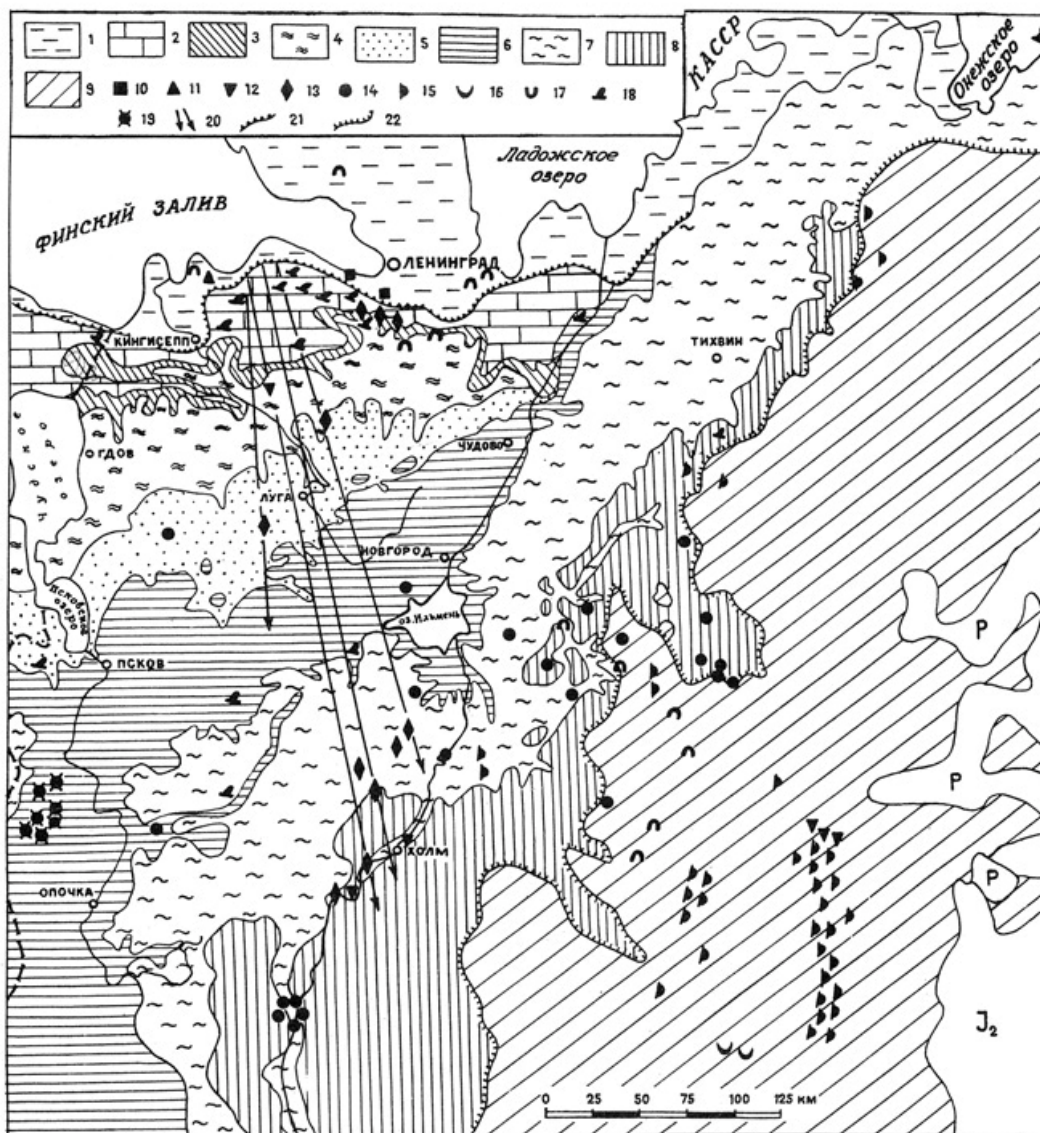 1 2 3 4 5 6 7 8
9 10 11 12 13 14 15 16 17 18
19 20 21 22
КАССР
Онежское
озеро
Ладожское
озеро
ФИНСКИЙ ЗАЛИВ
ЛЕНИНГРАД
КИНГИСЕПП
ТИХВИН
Чудское
озеро
ГДОВ
ЧУДОВО
ЛУГА
НОВГОРОД
Псковское
озеро
оз. Ильмень
ПСКОВ
Р
Р
ХОЛМ
Р
ОПОЧКА
J₂
0 25 50 75 100 125 КМ